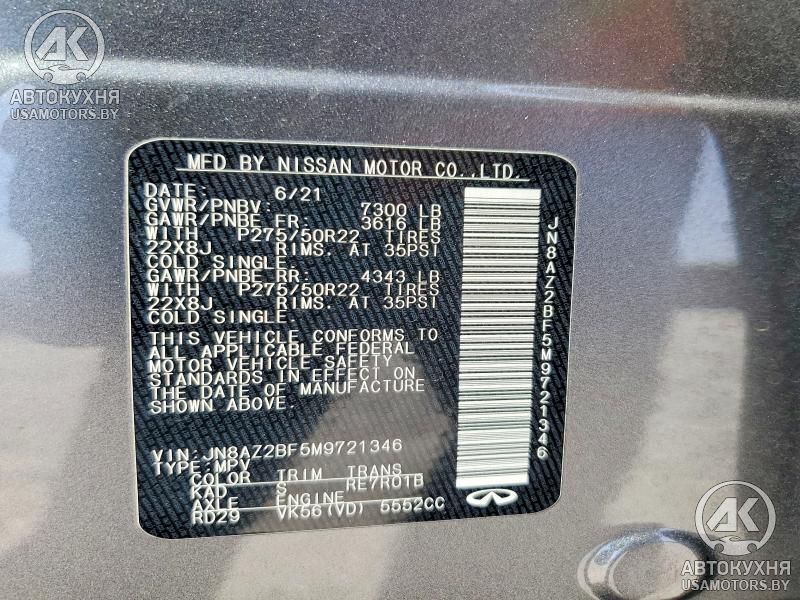 AK
АВТОКУХНЯ
USAMOTORS.BY
MFD BY NISSAN MOTOR CO.,LTD.
DATE: 6/21
GVWR/PNBV: 7300 LB
GAWR/PNBE FR: 3616 LB
WITH P275/50R22 TIRES
22X8J RIMS. AT 35PSI
COLD SINGLE
GAWR/PNBE RR: 4343 LB
WITH P275/50R22 TIRES
22X8J RIMS. AT 35PSI
COLD SINGLE
THIS VEHICLE CONFORMS TO
ALL APPLICABLE FEDERAL
MOTOR VEHICLE SAFETY
STANDARDS IN EFFECT ON
THE DATE OF MANUFACTURE
SHOWN ABOVE.
VIN: JN8AZ2BF5M9721346
TYPE: MPV
COLOR TRIM TRANS
KAD S RE7R01B
AXLE ENGINE
RD29 VK56(VD) 5552CC
JN8AZ2BF5M9721346
AK
АВТОКУХНЯ
USAMOTORS.BY